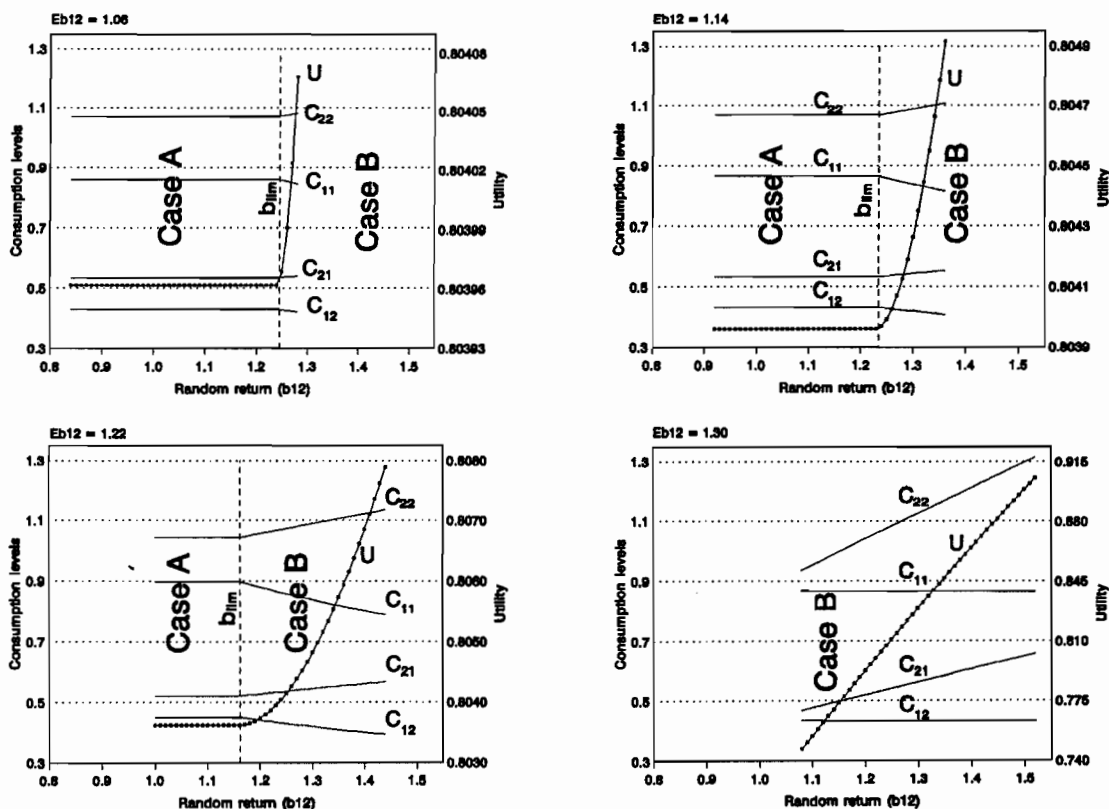 Eb12 = 1.06
1.3
1.1
0.9
0.7
0.5
0.3
Consumption levels
Case A
b_lim
Case B
U
C22
C11
C21
C12
0.80408
0.80405
0.80402
0.80399
0.80396
0.80393
Utility
0.8 0.9 1.0 1.1 1.2 1.3 1.4 1.5
Random return (b12)
Eb12 = 1.14
1.3
1.1
0.9
0.7
0.5
0.3
Consumption levels
Case A
b_lim
Case B
U
C22
C11
C21
C12
0.8049
0.8047
0.8045
0.8043
0.8041
0.8039
Utility
0.8 0.9 1.0 1.1 1.2 1.3 1.4 1.5
Random return (b12)
Eb12 = 1.22
1.3
1.1
0.9
0.7
0.5
0.3
Consumption levels
Case A
b_lim
Case B
C22
U
C11
C21
C12
0.8080
0.8070
0.8060
0.8050
0.8040
0.8030
Utility
0.8 0.9 1.0 1.1 1.2 1.3 1.4 1.5
Random return (b12)
Eb12 = 1.30
1.3
1.1
0.9
0.7
0.5
0.3
Consumption levels
Case B
C22
U
C11
C21
C12
0.915
0.880
0.845
0.810
0.775
0.740
Utility
0.8 0.9 1.0 1.1 1.2 1.3 1.4 1.5
Random return (b12)